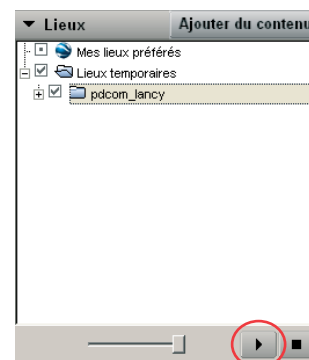 Lieux
Ajouter du contenu
Mes lieux préférés
Lieux temporaires
pdcom_lancy